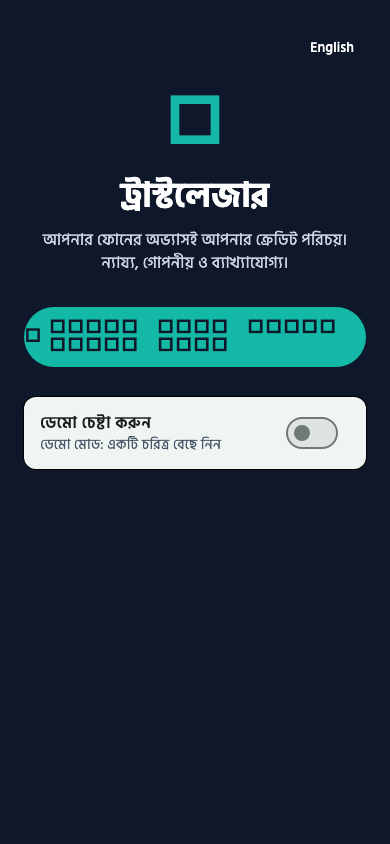 English
ট্রাস্টলেজার
আপনার ফোনের অভ্যাসই আপনার ক্রেডিট পরিচয়।
ন্যায্য, গোপনীয় ও ব্যাখ্যাযোগ্য।
ডেমো চেষ্টা করুন
ডেমো মোড: একটি চরিত্র বেছে নিন